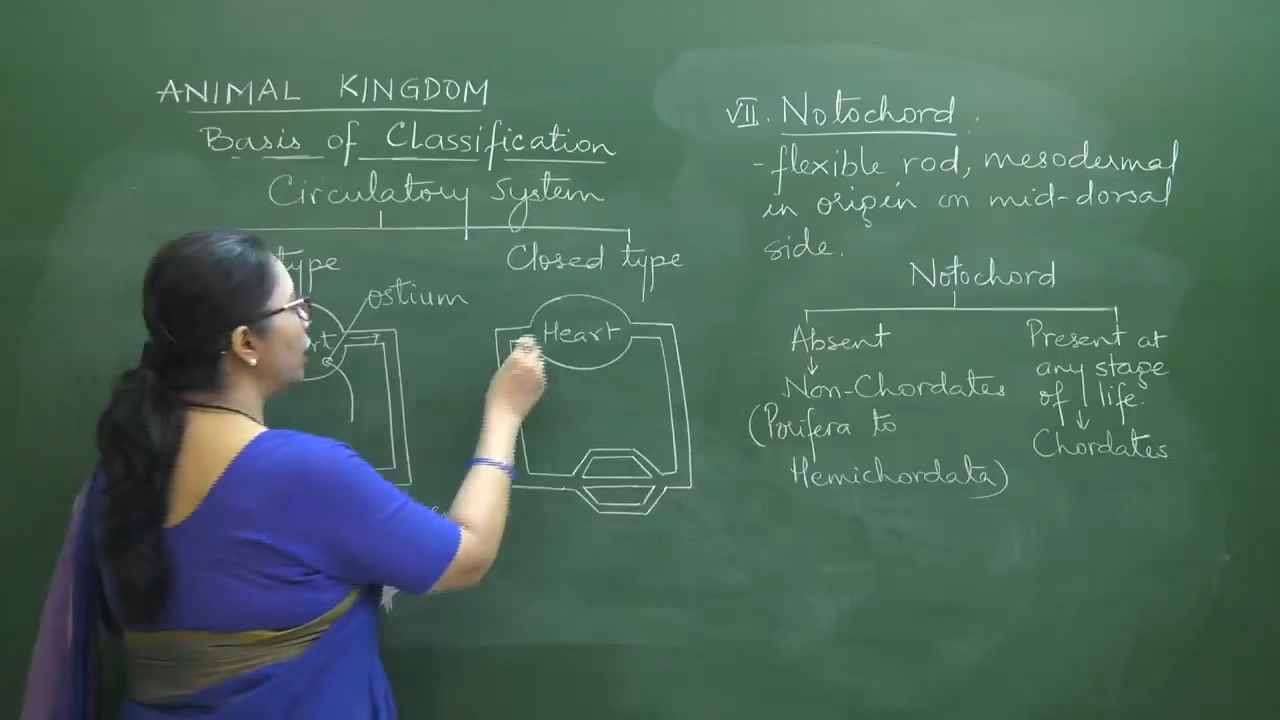 ANIMAL KINGDOM
Basis of Classification
Circulatory System
type
Closed type
ostium
Heart
VII. Notochord.
- flexible rod, mesodermal
in origin on mid-dorsal
side.
Notochord
Absent
Non-Chordates
(Porifera to
Hemichordata)
Present at
any stage
of life.
Chordates